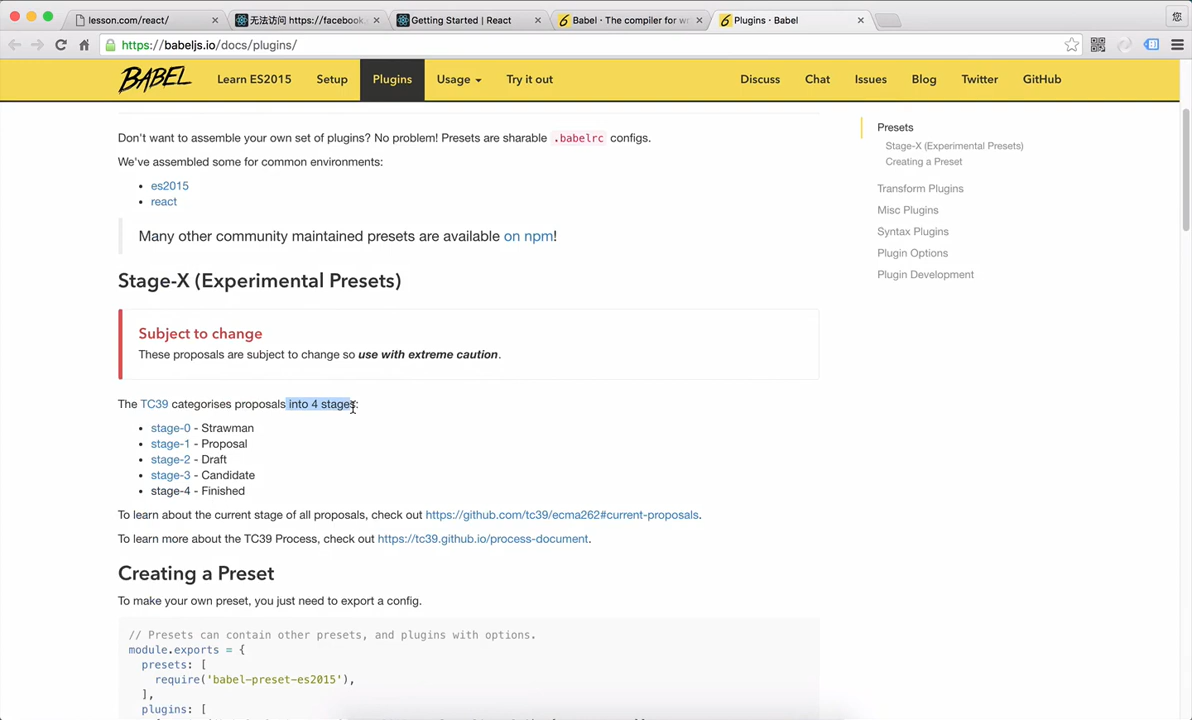 lesson.com/react/
无法访问 https://facebook.
Getting Started | React
Babel · The compiler for w
Plugins · Babel
您
https://babeljs.io/docs/plugins/
BABEL
Learn ES2015
Setup
Plugins
Usage
Try it out
Discuss
Chat
Issues
Blog
Twitter
GitHub
Don't want to assemble your own set of plugins? No problem! Presets are sharable .babelrc configs.
We've assembled some for common environments:
• es2015
• react
Many other community maintained presets are available on npm!
Stage-X (Experimental Presets)
Subject to change
These proposals are subject to change so use with extreme caution.
The TC39 categorises proposals into 4 stages:
• stage-0 - Strawman
• stage-1 - Proposal
• stage-2 - Draft
• stage-3 - Candidate
• stage-4 - Finished
To learn about the current stage of all proposals, check out https://github.com/tc39/ecma262#current-proposals.
To learn more about the TC39 Process, check out https://tc39.github.io/process-document.
Creating a Preset
To make your own preset, you just need to export a config.
// Presets can contain other presets, and plugins with options.
module.exports = {
presets: [
require('babel-preset-es2015'),
],
plugins: [
Presets
Stage-X (Experimental Presets)
Creating a Preset
Transform Plugins
Misc Plugins
Syntax Plugins
Plugin Options
Plugin Development